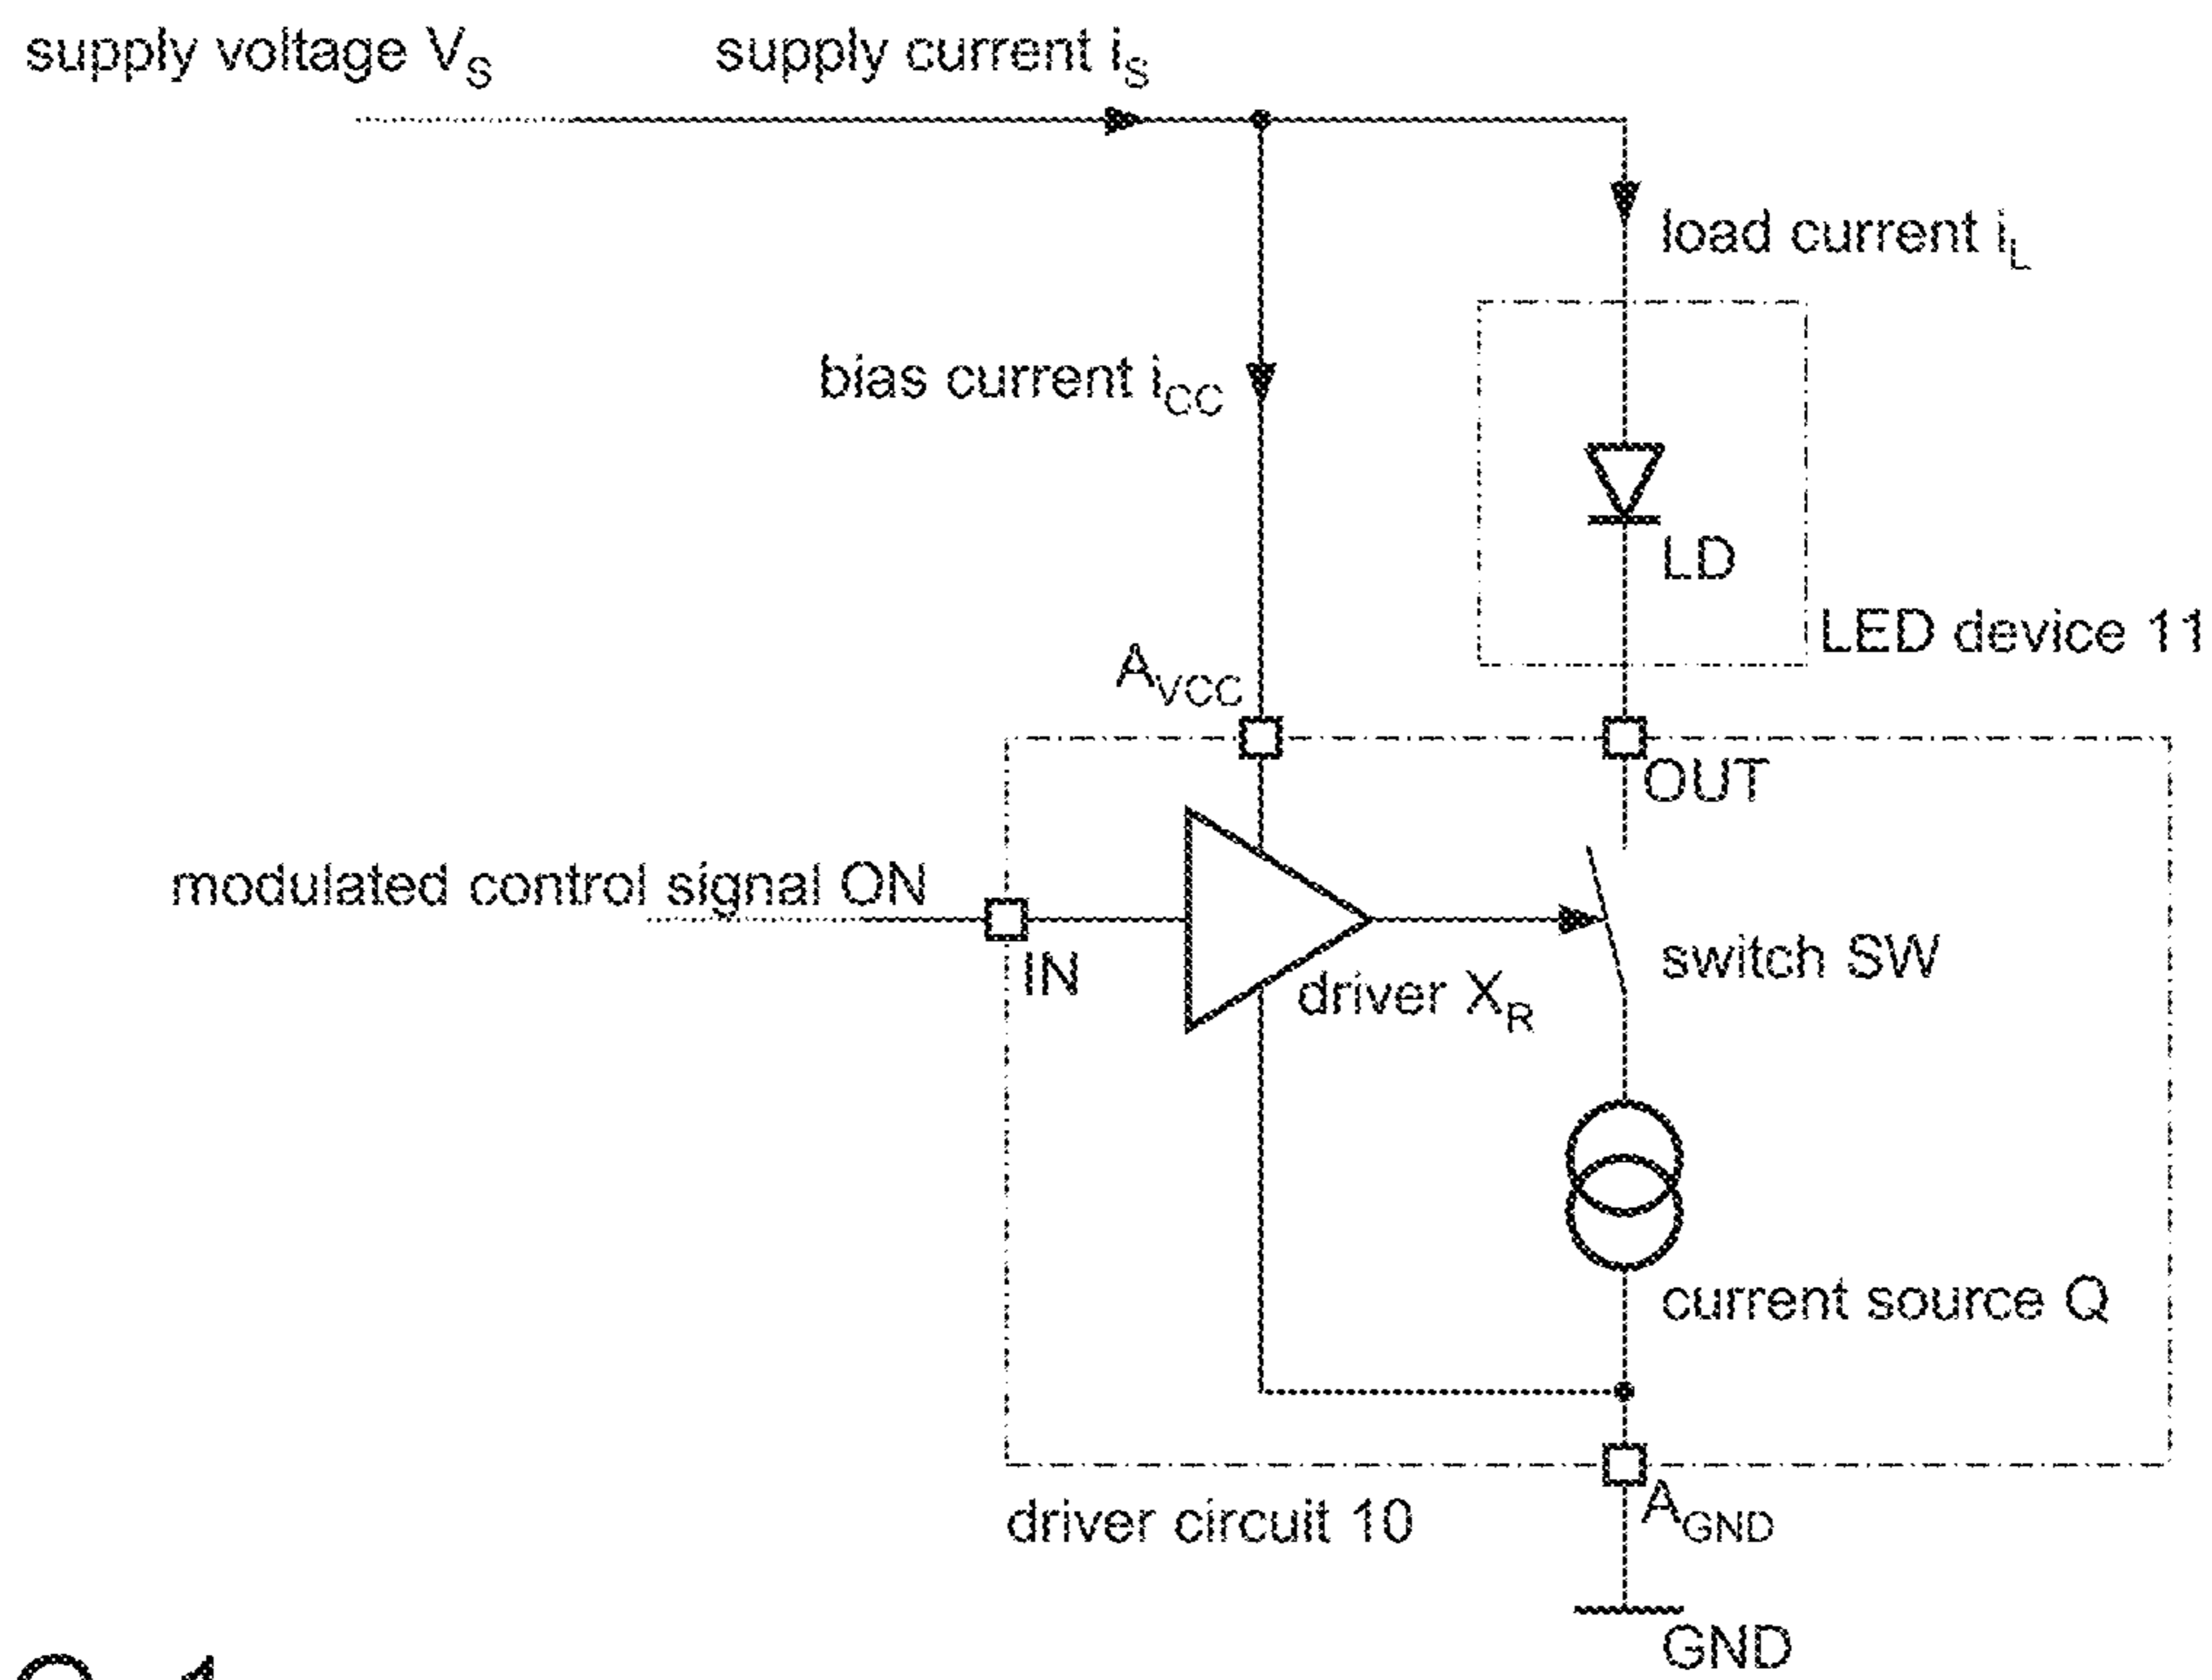 supply voltage V_S
supply current i_S
load current i_L
bias current i_CC
LD
LED device 11
A_VCC
OUT
modulated control signal ON
IN
driver X_R
switch SW
current source Q
driver circuit 10
A_GND
GND